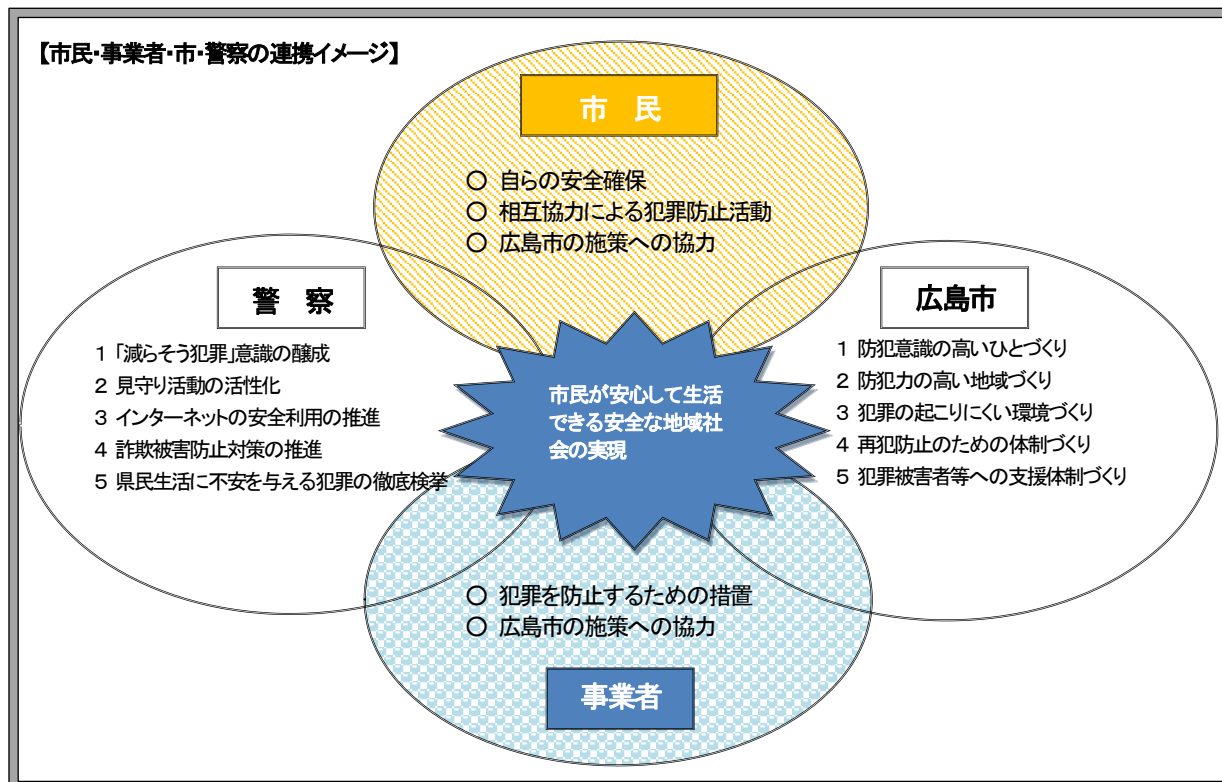 【市民・事業者・市・警察の連携イメージ】
市　民
○ 自らの安全確保
○ 相互協力による犯罪防止活動
○ 広島市の施策への協力
警　察
1 「減らそう犯罪」意識の醸成
2 見守り活動の活性化
3 インターネットの安全利用の推進
4 詐欺被害防止対策の推進
5 県民生活に不安を与える犯罪の徹底検挙
市民が安心して生活
できる安全な地域社
会の実現
広島市
1 防犯意識の高いひとづくり
2 防犯力の高い地域づくり
3 犯罪の起こりにくい環境づくり
4 再犯防止のための体制づくり
5 犯罪被害者等への支援体制づくり
○ 犯罪を防止するための措置
○ 広島市の施策への協力
事業者